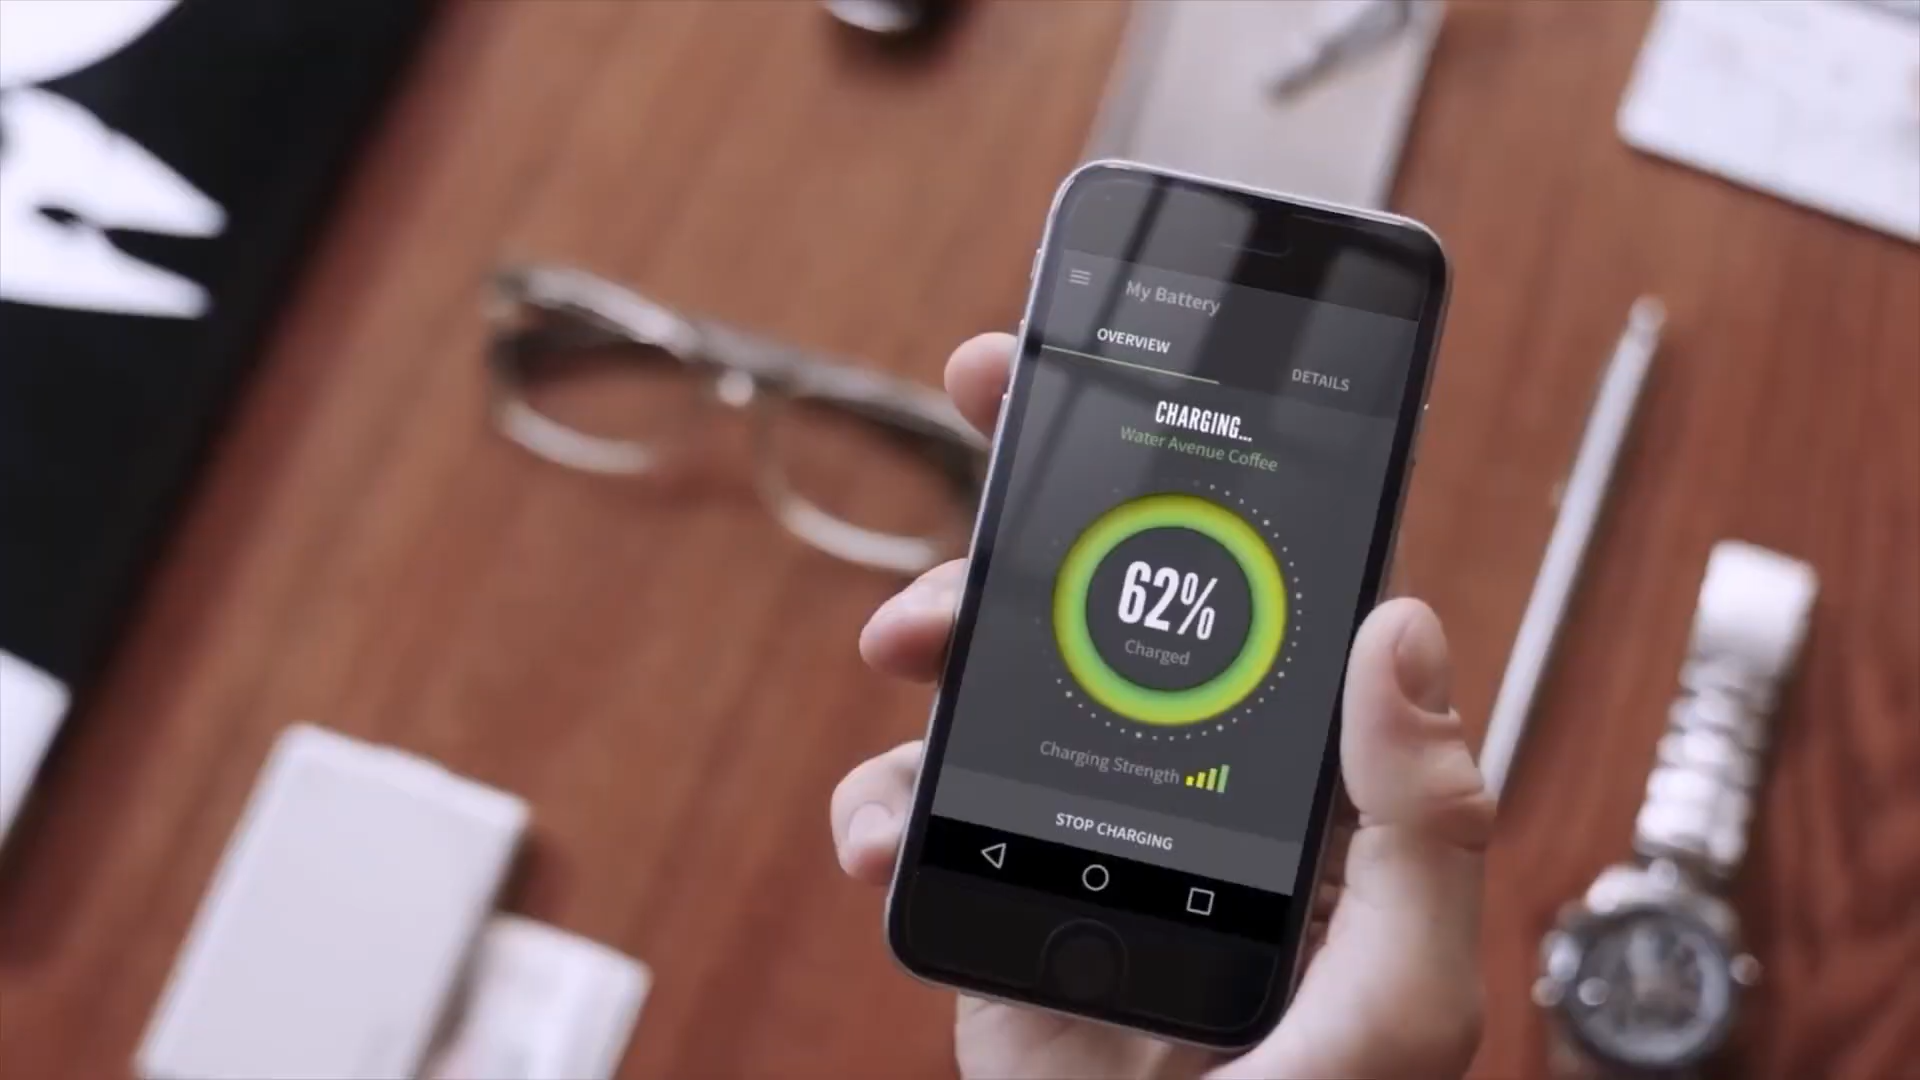 My Battery
OVERVIEW
DETAILS
CHARGING...
Water Avenue Coffee
62%
Charged
Charging Strength
STOP CHARGING